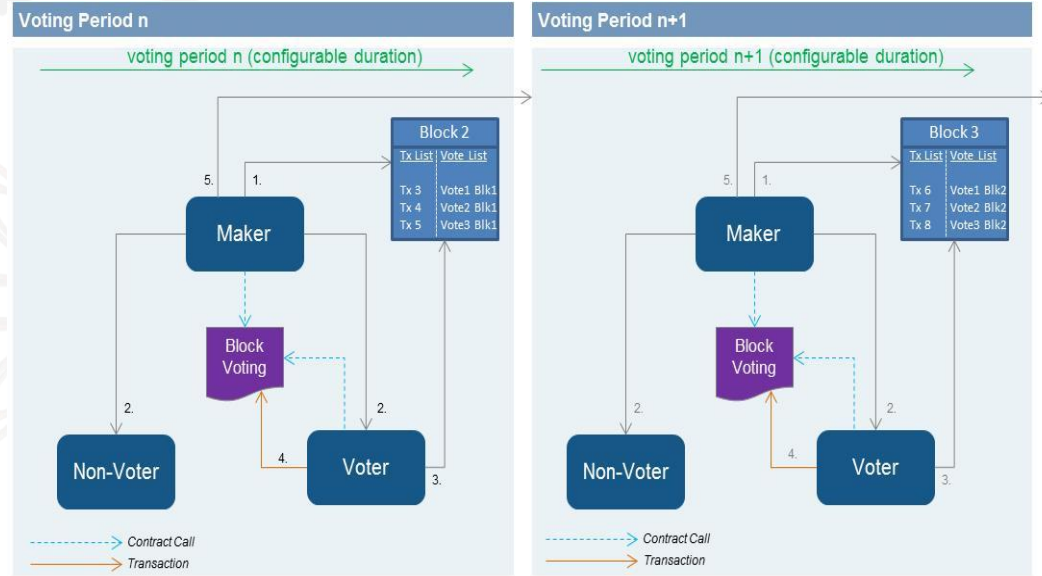 Voting Period n
voting period n (configurable duration)
Block 2
Tx List Vote List
Tx 3 Vote1 Blk1
Tx 4 Vote2 Blk1
Tx 5 Vote3 Blk1
5.
1.
Maker
Block
Voting
2.
2.
4.
3.
Non-Voter
Voter
Contract Call
Transaction
Voting Period n+1
voting period n+1 (configurable duration)
Block 3
Tx List Vote List
Tx 6 Vote1 Blk2
Tx 7 Vote2 Blk2
Tx 8 Vote3 Blk2
5.
1.
Maker
Block
Voting
2.
2.
4.
3.
Non-Voter
Voter
Contract Call
Transaction